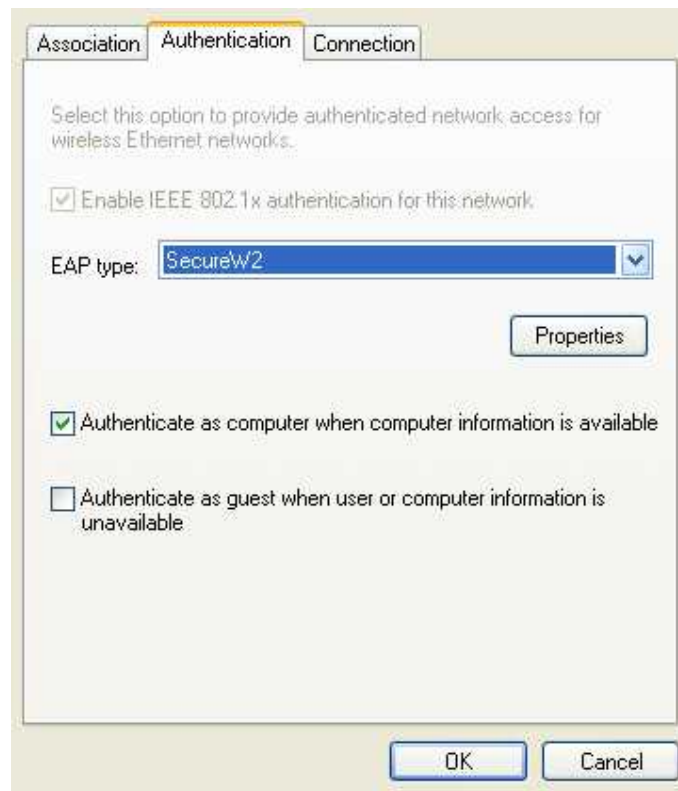 Association Authentication Connection
Select this option to provide authenticated network access for
wireless Ethernet networks.
Enable IEEE 802.1x authentication for this network
EAP type: SecureW2
Properties
Authenticate as computer when computer information is available
Authenticate as guest when user or computer information is
unavailable
OK Cancel